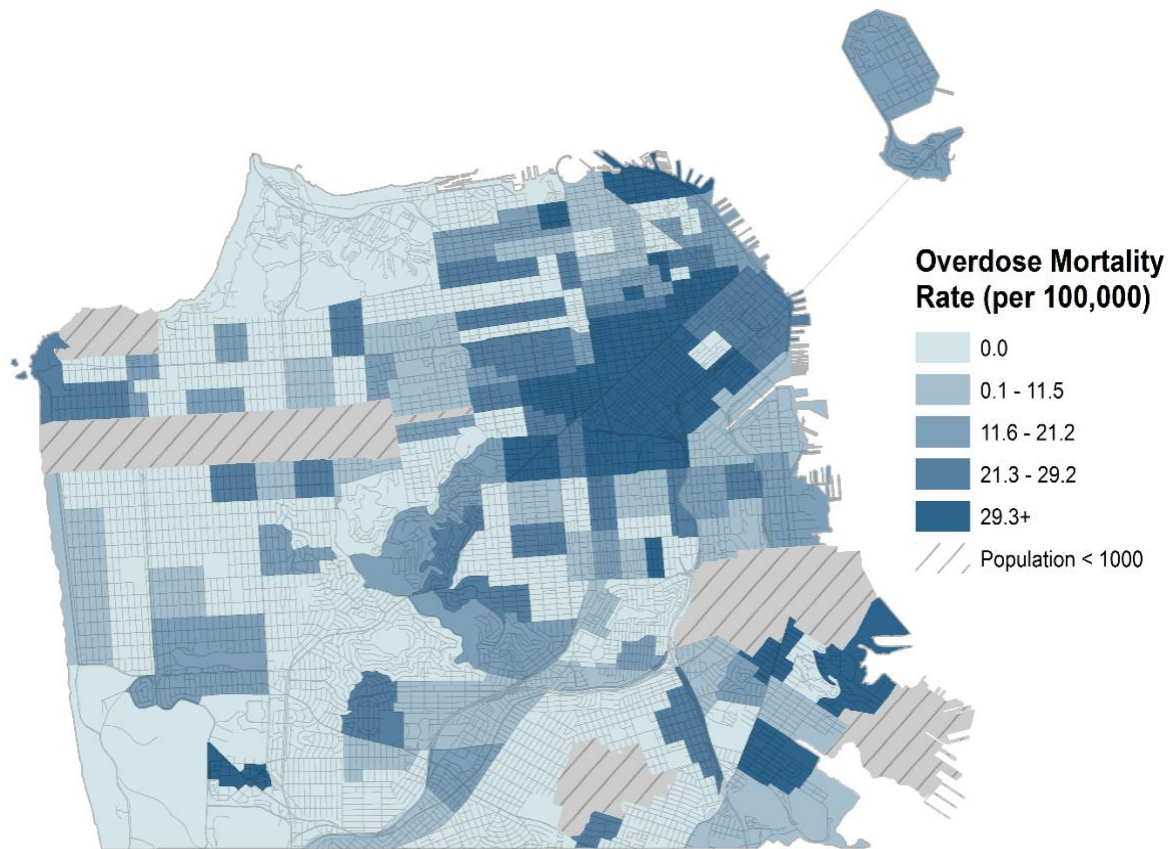 Overdose Mortality
Rate (per 100,000)
0.0
0.1 - 11.5
11.6 - 21.2
21.3 - 29.2
29.3+
Population < 1000